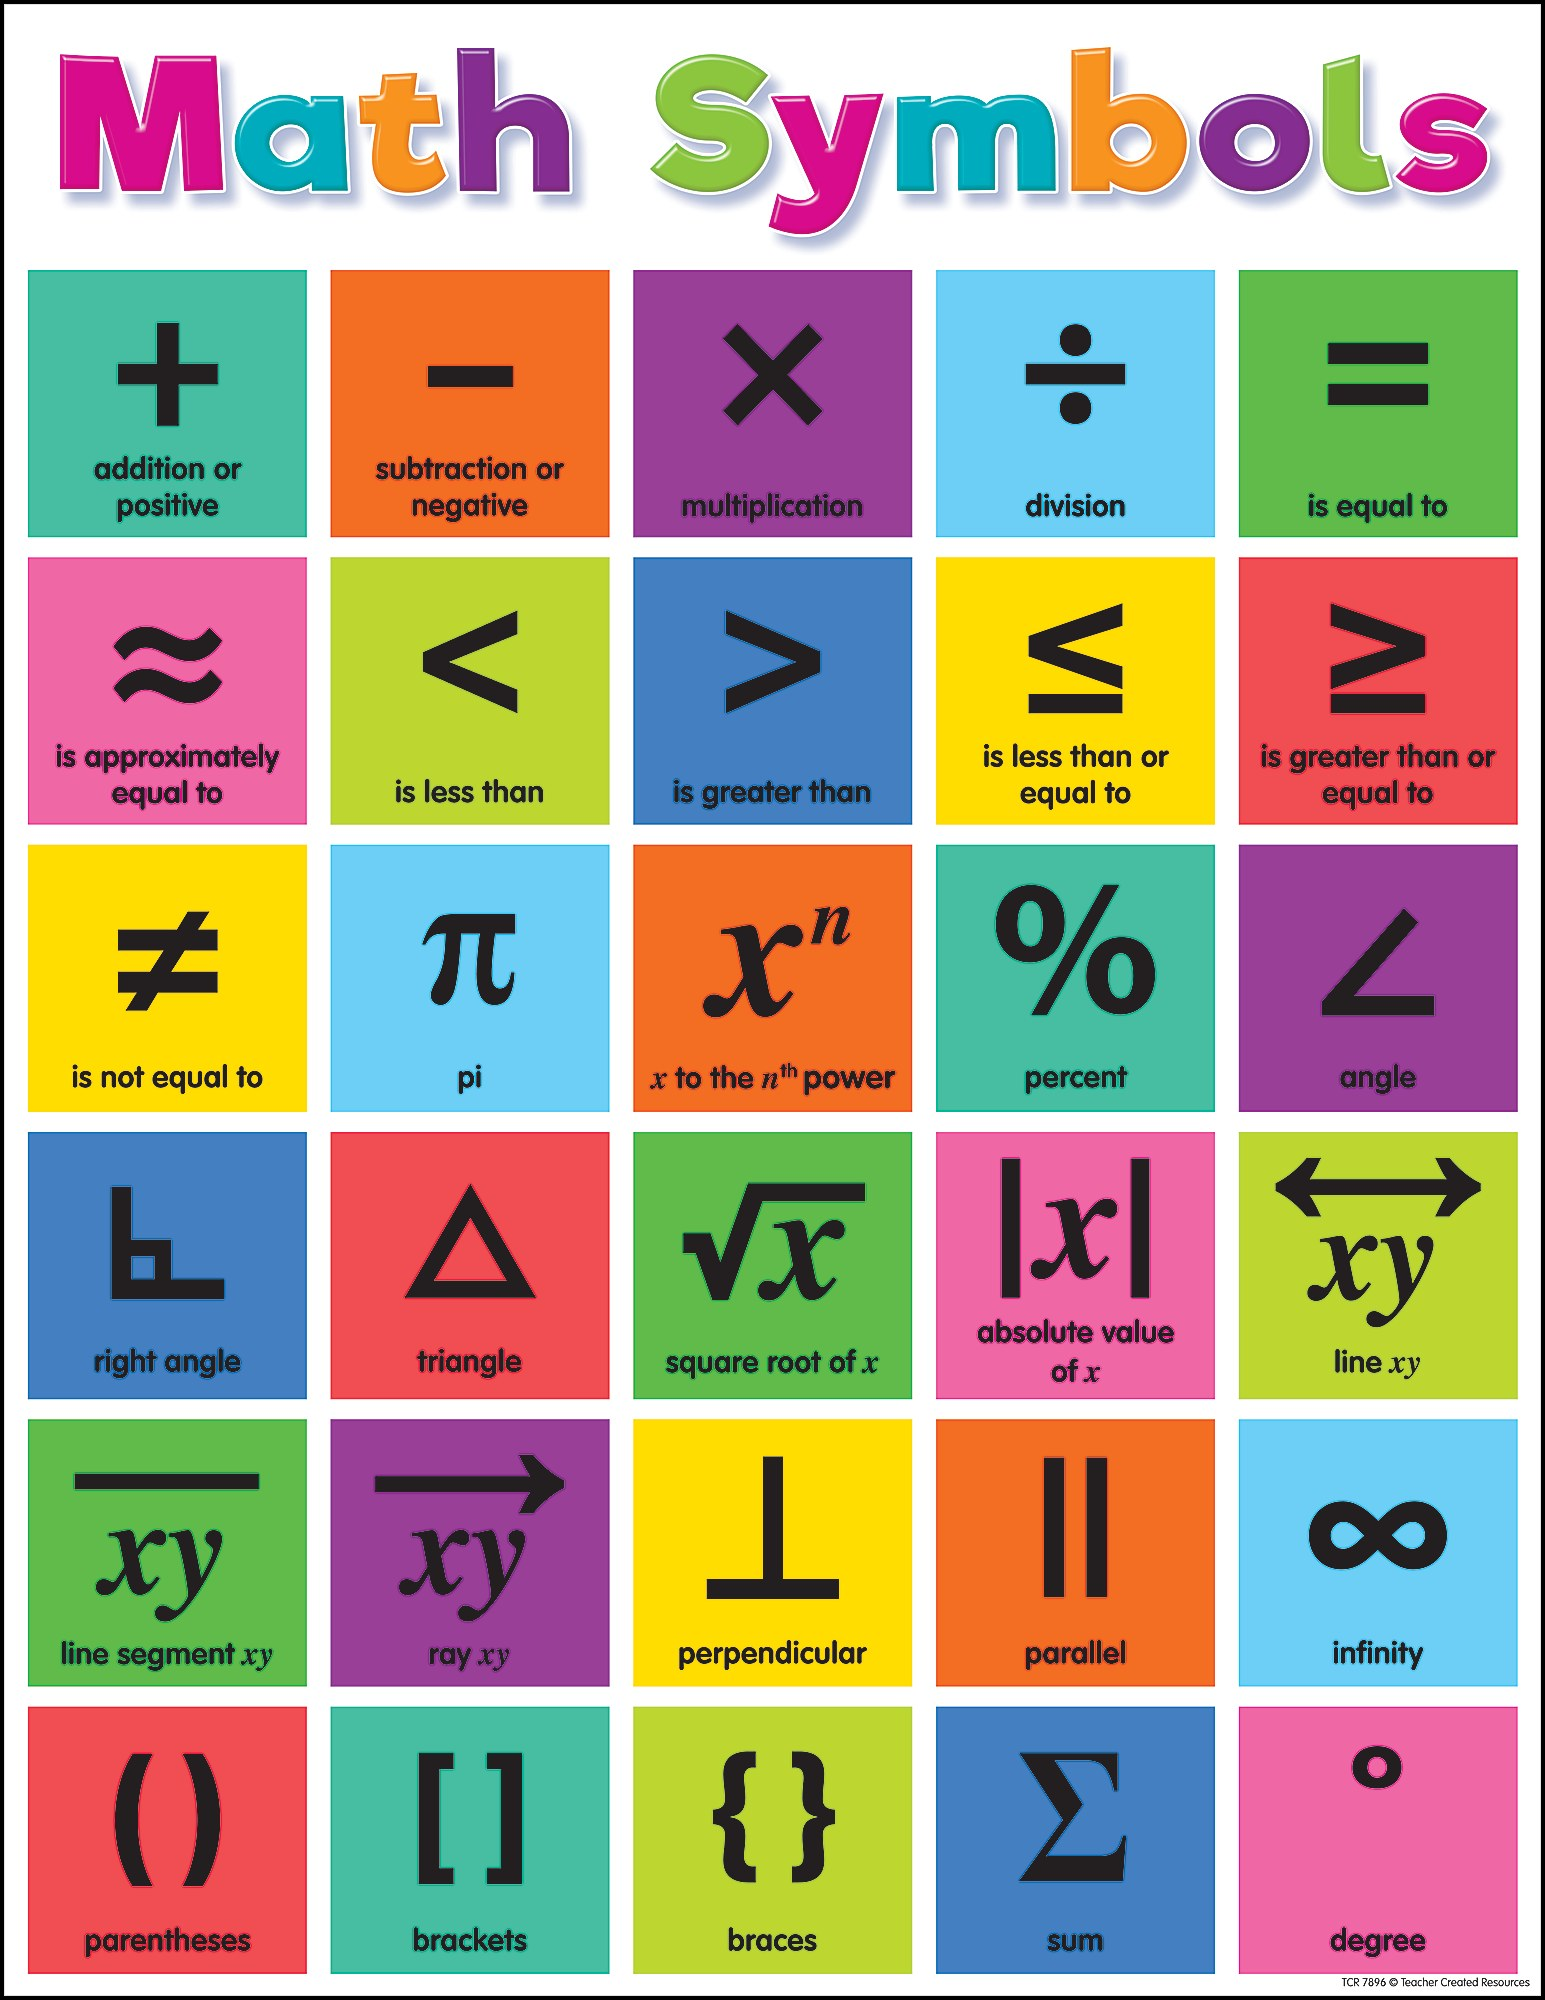 Math Symbols
+ − × ÷ =
addition or positive
subtraction or negative
multiplication
division
is equal to
≈ < > ≤ ≥
is approximately equal to
is less than
is greater than
is less than or equal to
is greater than or equal to
≠ π xⁿ % ∠
is not equal to
pi
x to the nᵗʰ power
percent
angle
⊾ △ √x |x| x͟y
right angle
triangle
square root of x
absolute value of x
line xy
xy xy ⊥ || ∞
line segment xy
ray xy
perpendicular
parallel
infinity
( ) [ ] { } Σ °
parentheses
brackets
braces
sum
degree
TCR 7896 © Teacher Created Resources